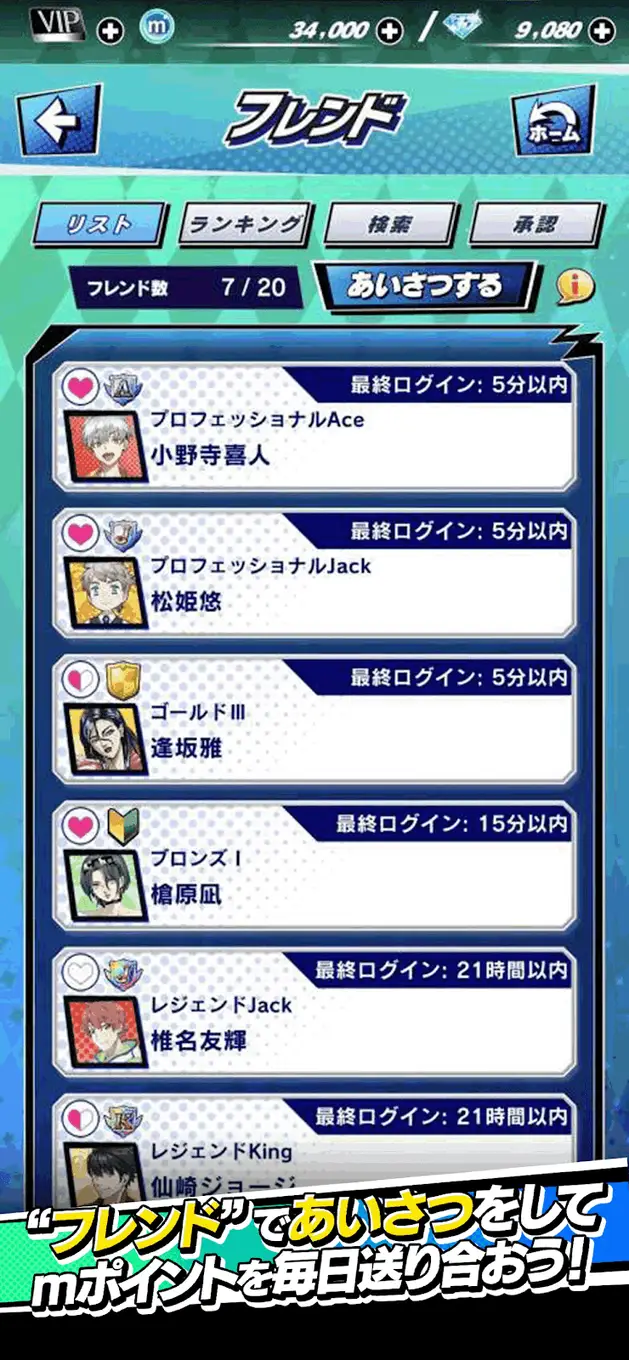 VIP m 34,000 / 9,080
フレンド
ホーム
リスト ランキング 検索 承認
フレンド数 7 / 20 あいさつする i
最終ログイン: 5分以内
A
プロフェッショナルAce
小野寺喜人
最終ログイン: 5分以内
プロフェッショナルJack
松姫悠
最終ログイン: 5分以内
ゴールドⅢ
逢坂雅
最終ログイン: 15分以内
ブロンズⅠ
槍原凪
最終ログイン: 21時間以内
レジェンドJack
椎名友輝
最終ログイン: 21時間以内
K
レジェンドKing
仙崎ジョージ
“フレンド”であいさつをして
mポイントを毎日送り合おう!